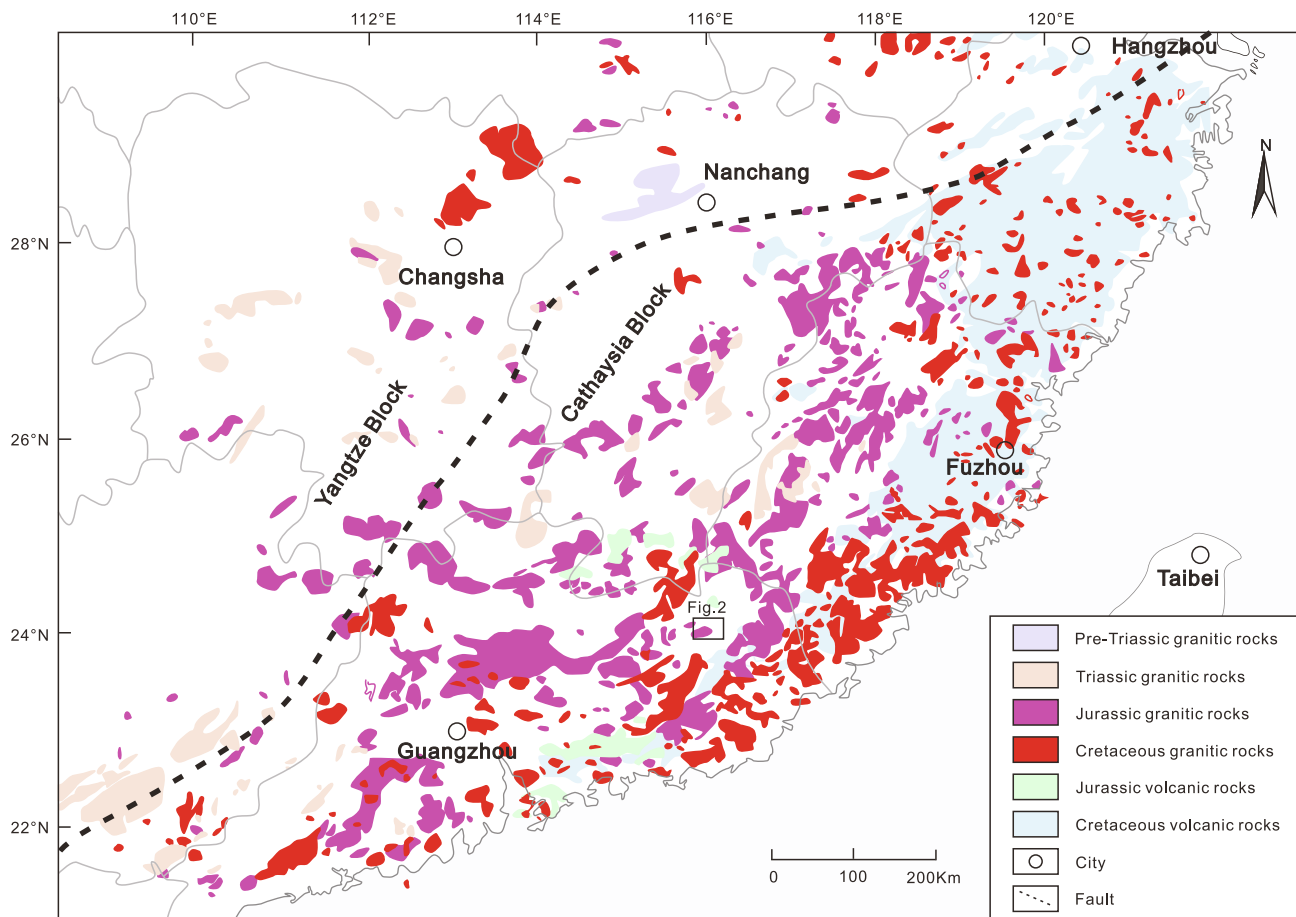 110°E
112°E
114°E
116°E
118°E
120°E
Hangzhou
N
Nanchang
28°N
Changsha
Cathaysia Block
Yangtze Block
26°N
Fuzhou
Taibei
Fig.2
24°N
Guangzhou
22°N
0 100 200Km
Pre-Triassic granitic rocks
Triassic granitic rocks
Jurassic granitic rocks
Cretaceous granitic rocks
Jurassic volcanic rocks
Cretaceous volcanic rocks
City
Fault